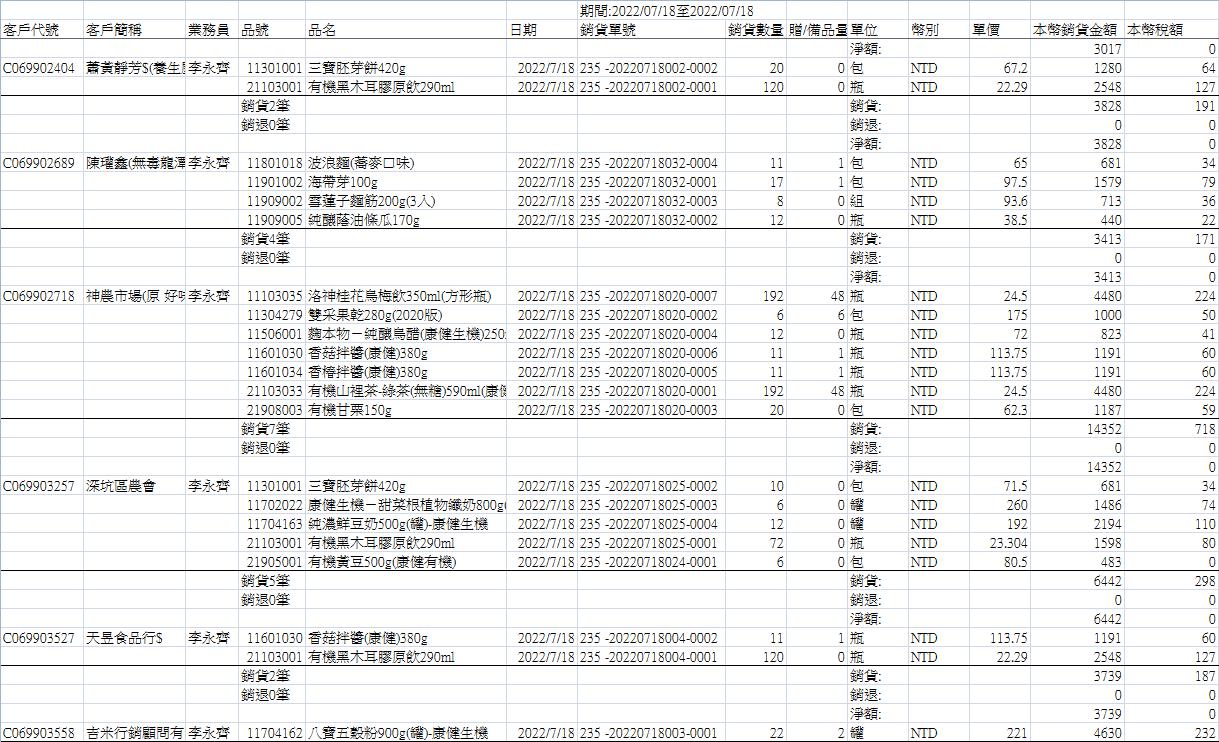 期間:2022/07/18至2022/07/18
客戶代號 客戶簡稱 業務員 品號 品名 日期 銷貨單號 銷貨數量 贈/備品量 單位 幣別 單價 本幣銷貨金額 本幣稅額
淨額: 3017 0
C069902404 蕭黃靜芳$(養生 李永齊 11301001 三寶胚芽餅420g 2022/7/18 235 -20220718002-0002 20 0 包 NTD 67.2 1280 64
21103001 有機黑木耳膠原飲290ml 2022/7/18 235 -20220718002-0001 120 0 瓶 NTD 22.29 2548 127
銷貨2筆 銷貨: 3828 191
銷退0筆 銷退: 0 0
淨額: 3828 0
C069902689 陳瓘鑫(無毒龍潭 李永齊 11801018 波浪麵(蕎麥口味) 2022/7/18 235 -20220718032-0004 11 1 包 NTD 65 681 34
11901002 海帶芽100g 2022/7/18 235 -20220718032-0001 17 1 包 NTD 97.5 1579 79
11909002 雪蓮子麵筋200g(3入) 2022/7/18 235 -20220718032-0003 8 0 組 NTD 93.6 713 36
11909005 純釀蔭油條瓜170g 2022/7/18 235 -20220718032-0002 12 0 瓶 NTD 38.5 440 22
銷貨4筆 銷貨: 3413 171
銷退0筆 銷退: 0 0
淨額: 3413 0
C069902718 神農市場(原 好 李永齊 11103035 洛神桂花烏梅飲350ml(方形瓶) 2022/7/18 235 -20220718020-0007 192 48 瓶 NTD 24.5 4480 224
11304279 雙采果乾280g(2020版) 2022/7/18 235 -20220718020-0002 6 6 包 NTD 175 1000 50
11506001 麴本物－純釀烏醋(康健生機)250 2022/7/18 235 -20220718020-0004 12 0 瓶 NTD 72 823 41
11601030 香菇拌醬(康健)380g 2022/7/18 235 -20220718020-0006 11 1 瓶 NTD 113.75 1191 60
11601034 香椿拌醬(康健)380g 2022/7/18 235 -20220718020-0005 11 1 瓶 NTD 113.75 1191 60
21103033 有機山裡茶-綠茶(無糖)590ml(康健 2022/7/18 235 -20220718020-0001 192 48 瓶 NTD 24.5 4480 224
21908003 有機甘栗150g 2022/7/18 235 -20220718020-0003 20 0 包 NTD 62.3 1187 59
銷貨7筆 銷貨: 14352 718
銷退0筆 銷退: 0 0
淨額: 14352 0
C069903257 深坑區農會 李永齊 11301001 三寶胚芽餅420g 2022/7/18 235 -20220718025-0002 10 0 包 NTD 71.5 681 34
11702022 康健生機－甜菜根植物纖奶800g( 2022/7/18 235 -20220718025-0003 6 0 罐 NTD 260 1486 74
11704163 純濃鮮豆奶500g(罐)-康健生機 2022/7/18 235 -20220718025-0004 12 0 罐 NTD 192 2194 110
21103001 有機黑木耳膠原飲290ml 2022/7/18 235 -20220718025-0001 72 0 瓶 NTD 23.304 1598 80
21905001 有機黃豆500g(康健有機) 2022/7/18 235 -20220718024-0001 6 0 包 NTD 80.5 483 0
銷貨5筆 銷貨: 6442 298
銷退0筆 銷退: 0 0
淨額: 6442 0
C069903527 天昱食品行$ 李永齊 11601030 香菇拌醬(康健)380g 2022/7/18 235 -20220718004-0002 11 1 瓶 NTD 113.75 1191 60
21103001 有機黑木耳膠原飲290ml 2022/7/18 235 -20220718004-0001 120 0 瓶 NTD 22.29 2548 127
銷貨2筆 銷貨: 3739 187
銷退0筆 銷退: 0 0
淨額: 3739 0
C069903558 吉米行銷顧問有 李永齊 11704162 八寶五穀粉900g(罐)-康健生機 2022/7/18 235 -20220718003-0001 22 2 罐 NTD 221 4630 232